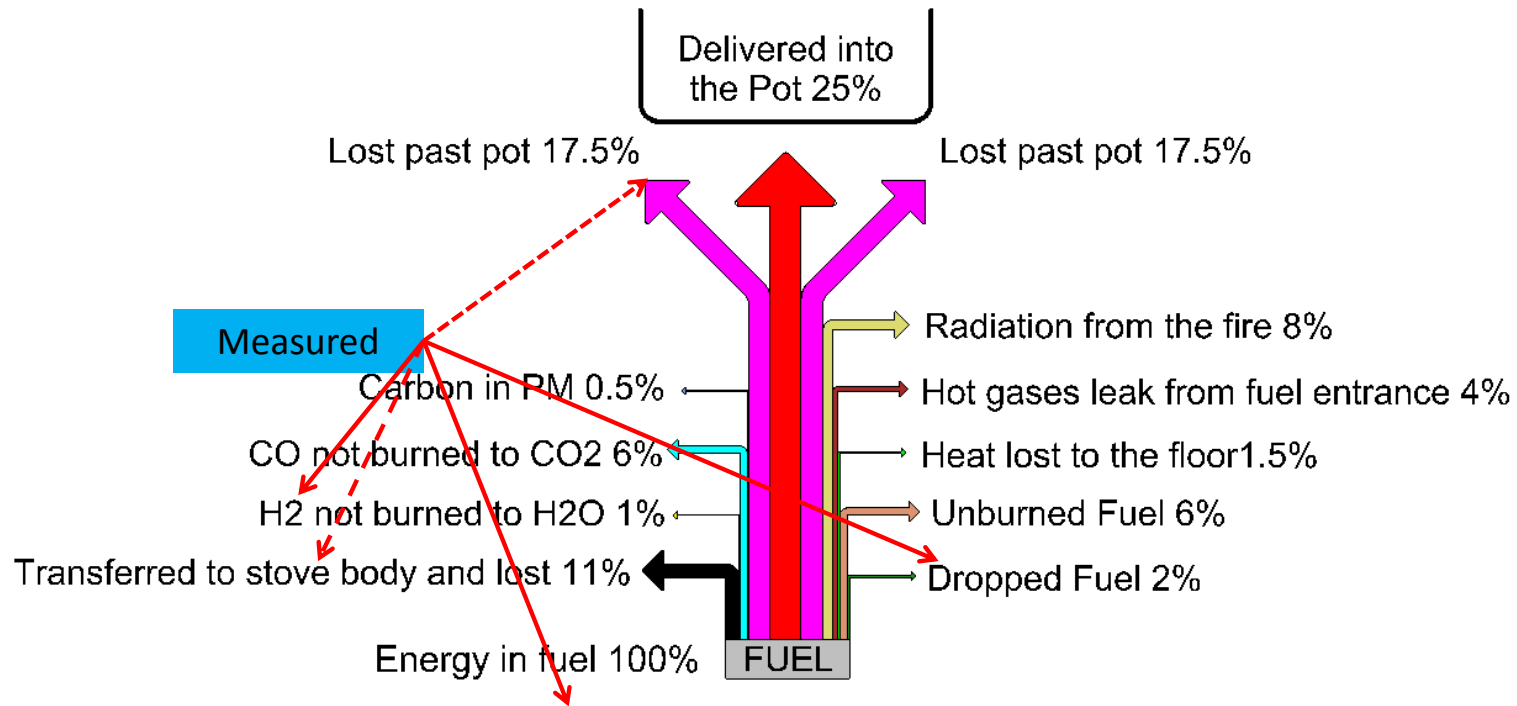 Delivered into
the Pot 25%
Lost past pot 17.5%
Lost past pot 17.5%
Measured
Radiation from the fire 8%
Carbon in PM 0.5%
Hot gases leak from fuel entrance 4%
CO not burned to CO2 6%
Heat lost to the floor1.5%
H2 not burned to H2O 1%
Unburned Fuel 6%
Transferred to stove body and lost 11%
Dropped Fuel 2%
Energy in fuel 100%
FUEL